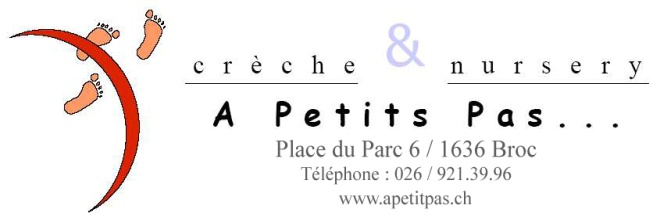 crèche & nursery
A Petits Pas...
Place du Parc 6 / 1636 Broc
Téléphone : 026 / 921.39.96
www.apetitpas.ch